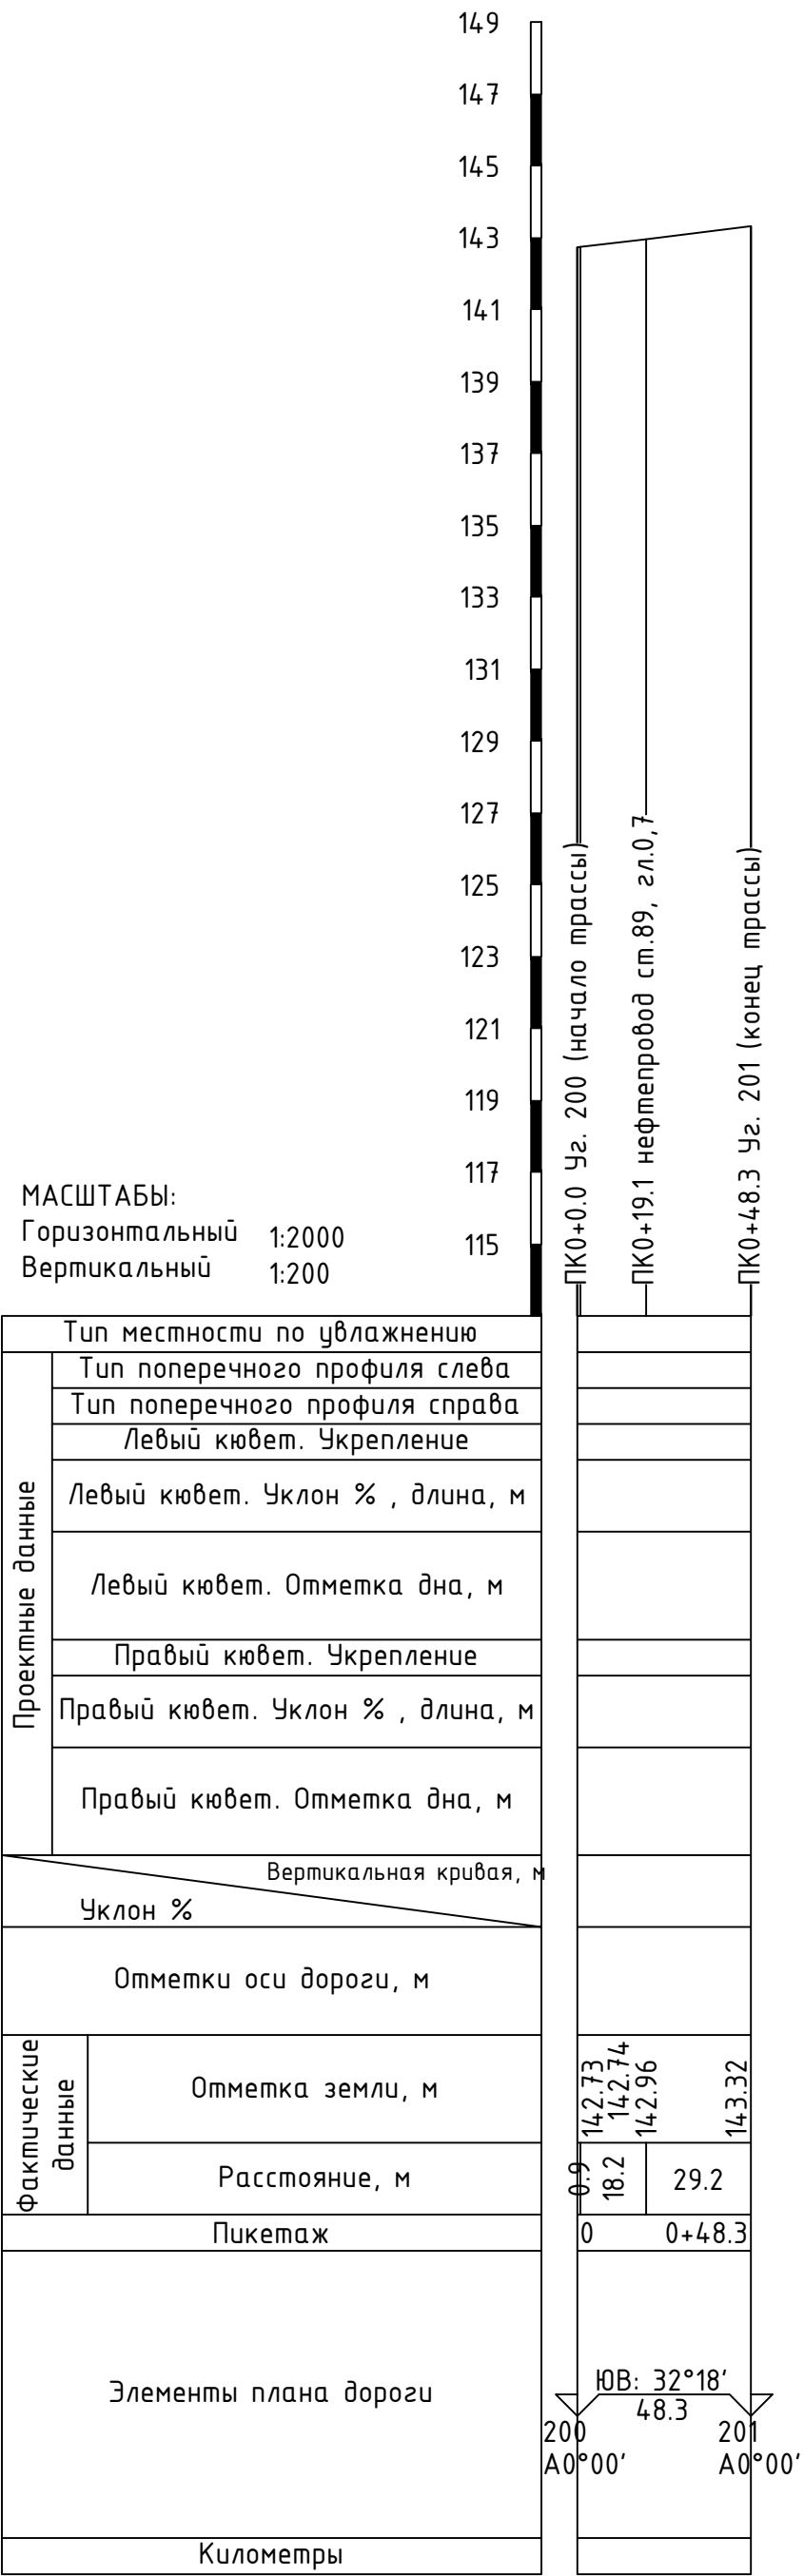 149
147
145
143
141
139
137
135
133
131
129
127
125
123
121
119
117
115
МАСШТАБЫ:
Горизонтальный 1:2000
Вертикальный 1:200
ПК0+0.0 Уг. 200 (начало трассы)
ПК0+19.1 нефтепровод ст.89, гл.0,7
ПК0+48.3 Уг. 201 (конец трассы)
Тип местности по увлажнению
Проектные данные
Тип поперечного профиля слева
Тип поперечного профиля справа
Левый кювет. Укрепление
Левый кювет. Уклон % , длина, м
Левый кювет. Отметка дна, м
Правый кювет. Укрепление
Правый кювет. Уклон % , длина, м
Правый кювет. Отметка дна, м
Вертикальная кривая, м
Уклон %
Отметки оси дороги, м
Фактические
данные
Отметка земли, м
142.73
142.74
142.96
143.32
Расстояние, м
0.9
18.2
29.2
Пикетаж
0
0+48.3
Элементы плана дороги
ЮВ: 32°18'
48.3
200
А0°00'
201
А0°00'
Километры